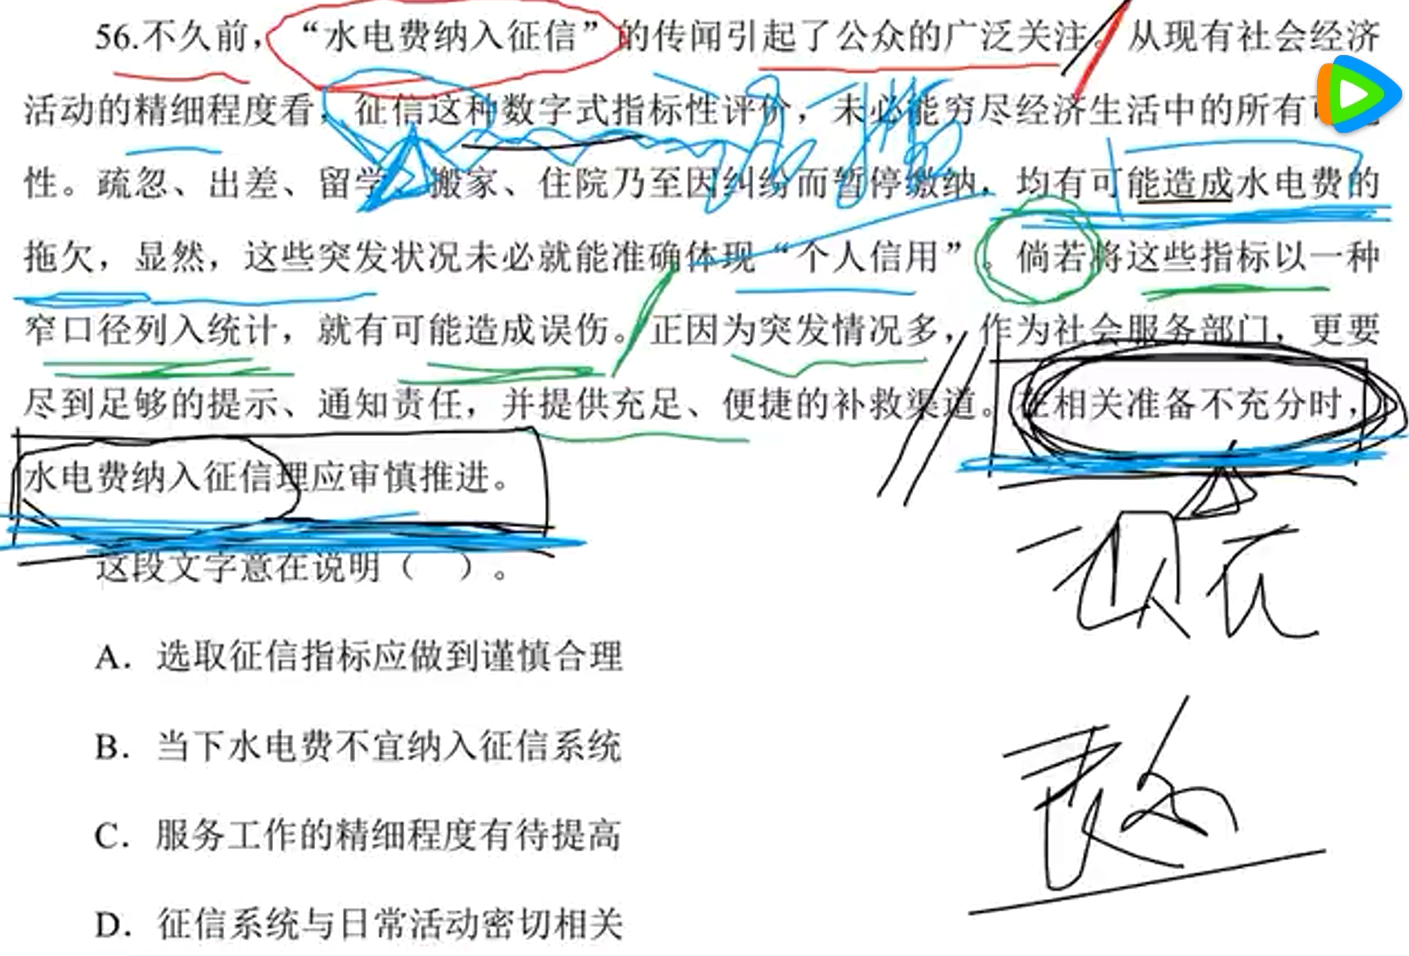 56.不久前，“水电费纳入征信”的传闻引起了公众的广泛关注。从现有社会经济
活动的精细程度看，征信这种数字式指标性评价，未必能穷尽经济生活中的所有
性。疏忽、出差、留学、搬家、住院乃至因纠纷而暂停缴纳，均有可能造成水电费的
拖欠，显然，这些突发状况未必就能准确体现“个人信用”。倘若将这些指标以一种
窄口径列入统计，就有可能造成误伤。正因为突发情况多，作为社会服务部门，更要
尽到足够的提示、通知责任，并提供充足、便捷的补救渠道。在相关准备不充分时，
水电费纳入征信理应审慎推进。
这段文字意在说明（　）。
A．选取征信指标应做到谨慎合理
B．当下水电费不宜纳入征信系统
C．服务工作的精细程度有待提高
D．征信系统与日常活动密切相关